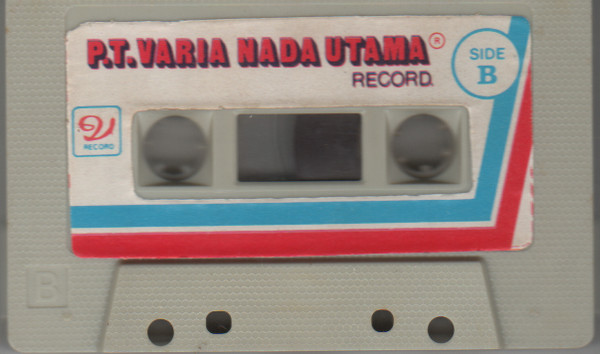 P.T. VARIA NADA UTAMA®
RECORD.
SIDE
B
RECORD
B